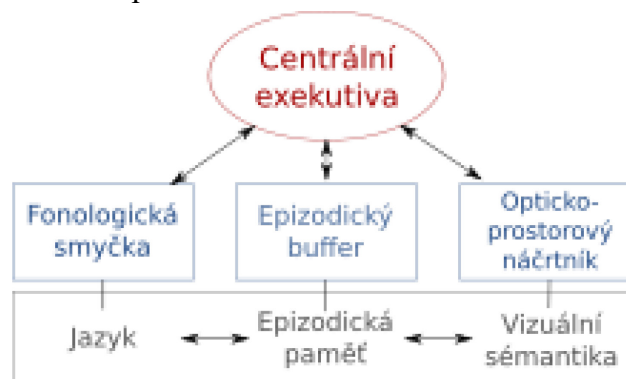 Centrální
exekutiva
Fonologická
smyčka
Epizodický
buffer
Opticko-
prostorový
náčrtník
Jazyk
Epizodická
paměť
Vizuální
sémantika